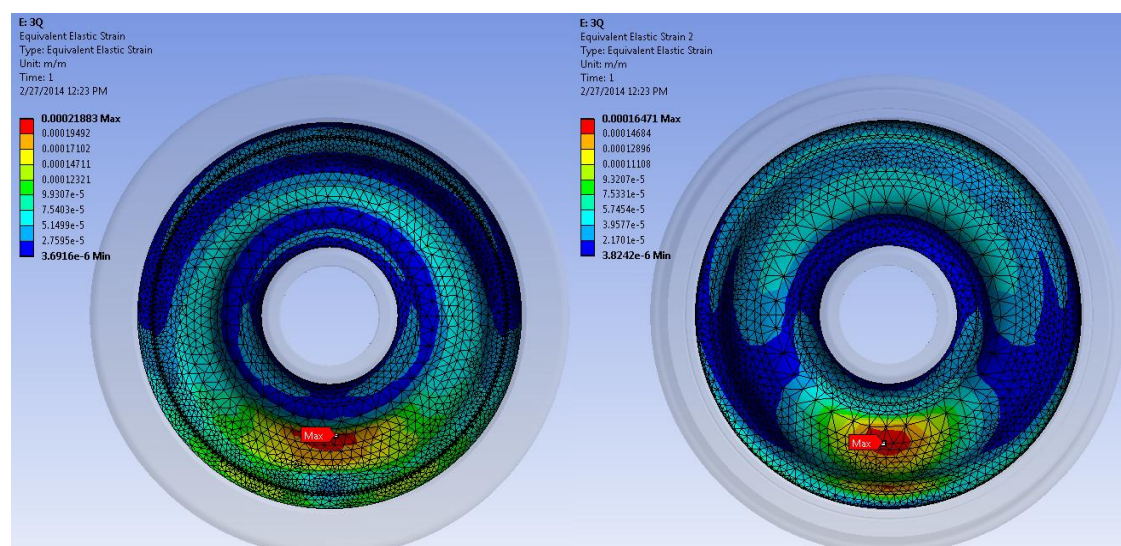 E: 3Q
Equivalent Elastic Strain
Type: Equivalent Elastic Strain
Unit: m/m
Time: 1
2/27/2014 12:23 PM
0.00021883 Max
0.00019492
0.00017102
0.00014711
0.00012321
9.9307e-5
7.5403e-5
5.1499e-5
2.7595e-5
3.6916e-6 Min
Max
E: 3Q
Equivalent Elastic Strain 2
Type: Equivalent Elastic Strain
Unit: m/m
Time: 1
2/27/2014 12:23 PM
0.00016471 Max
0.00014684
0.00012896
0.00011108
9.3207e-5
7.5331e-5
5.7454e-5
3.9577e-5
2.1701e-5
3.8242e-6 Min
Max